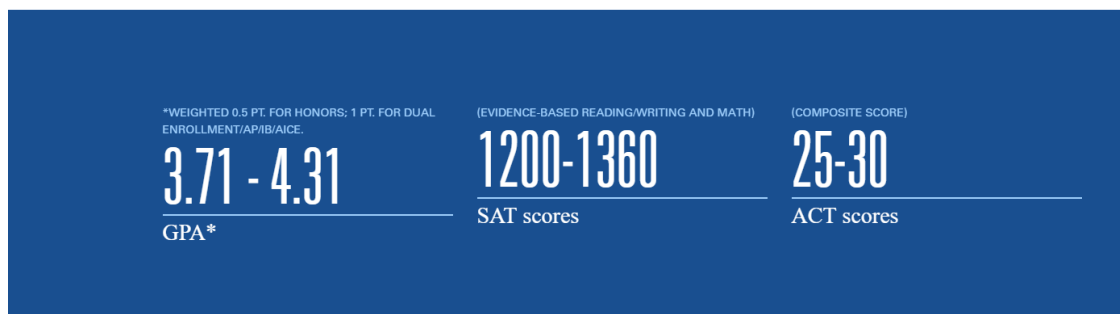 *WEIGHTED 0.5 PT. FOR HONORS; 1 PT. FOR DUAL
ENROLLMENT/AP/IB/AICE.
3.71 - 4.31
GPA*
(EVIDENCE-BASED READING/WRITING AND MATH)
1200-1360
SAT scores
(COMPOSITE SCORE)
25-30
ACT scores